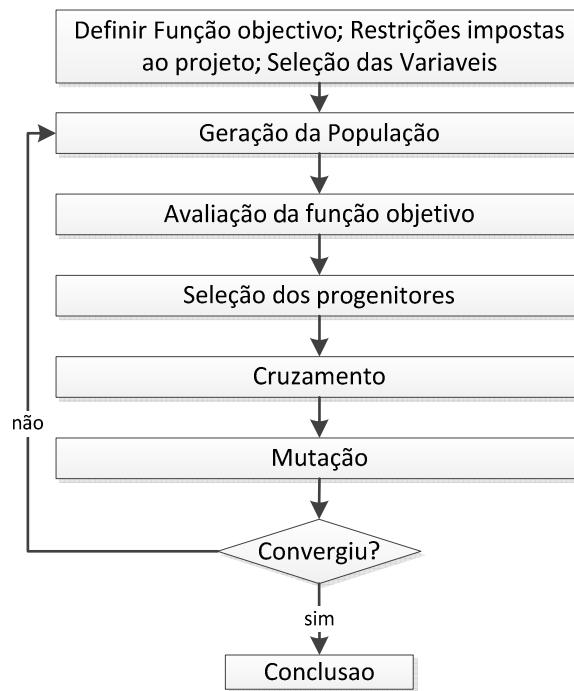 Definir Função objectivo; Restrições impostas
ao projeto; Seleção das Variaveis
Geração da População
Avaliação da função objetivo
Seleção dos progenitores
Cruzamento
não
Mutação
Convergiu?
sim
Conclusao